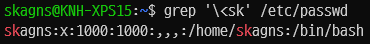 skagns@KNH-XPS15:~$ grep '\<sk' /etc/passwd
skagns:x:1000:1000:,,,:/home/skagns:/bin/bash